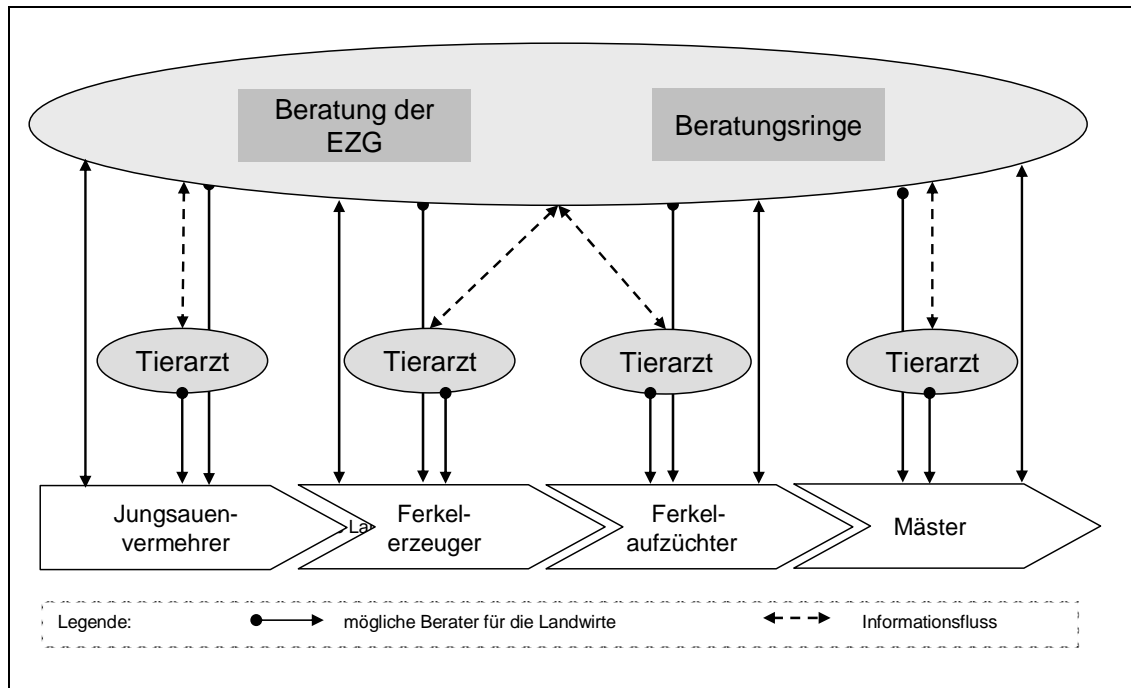 Beratung der
EZG
Beratungsringe
Tierarzt
Tierarzt
Tierarzt
Tierarzt
Jungsauen-
vermehrer
Ferkel-
erzeuger
Ferkel-
aufzüchter
Mäster
Legende:
mögliche Berater für die Landwirte
Informationsfluss